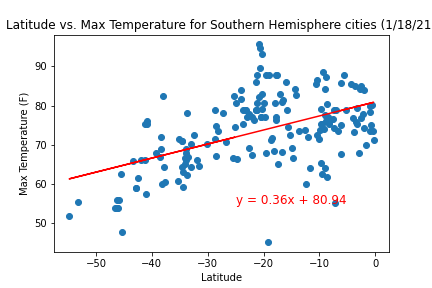 Latitude vs. Max Temperature for Southern Hemisphere cities (1/18/21
Max Temperature (F)
90
80
70
60
50
y = 0.36x + 80.94
−50
−40
−30
−20
−10
0
Latitude